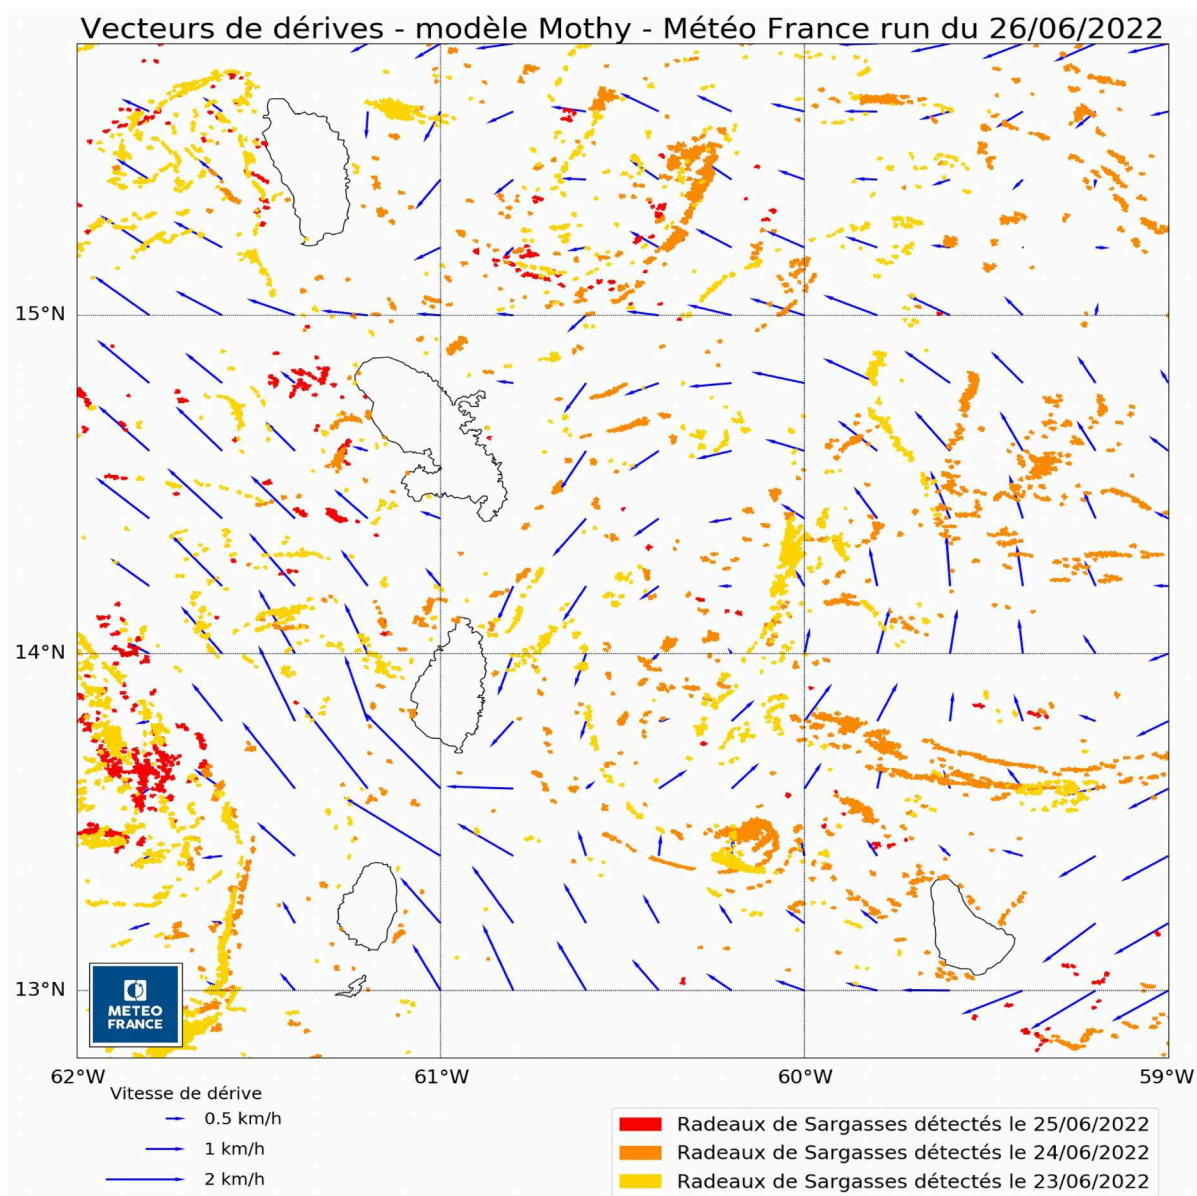 Vecteurs de dérives - modèle Mothy - Météo France run du 26/06/2022
15°N
14°N
13°N
METEO
FRANCE
62°W
61°W
60°W
59°W
Vitesse de dérive
0.5 km/h
1 km/h
2 km/h
Radeaux de Sargasses détectés le 25/06/2022
Radeaux de Sargasses détectés le 24/06/2022
Radeaux de Sargasses détectés le 23/06/2022